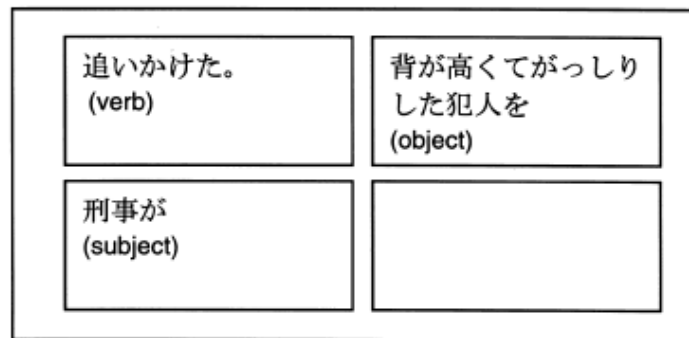 追いかけた。
(verb)
背が高くてがっしり
した犯人を
(object)
刑事が
(subject)